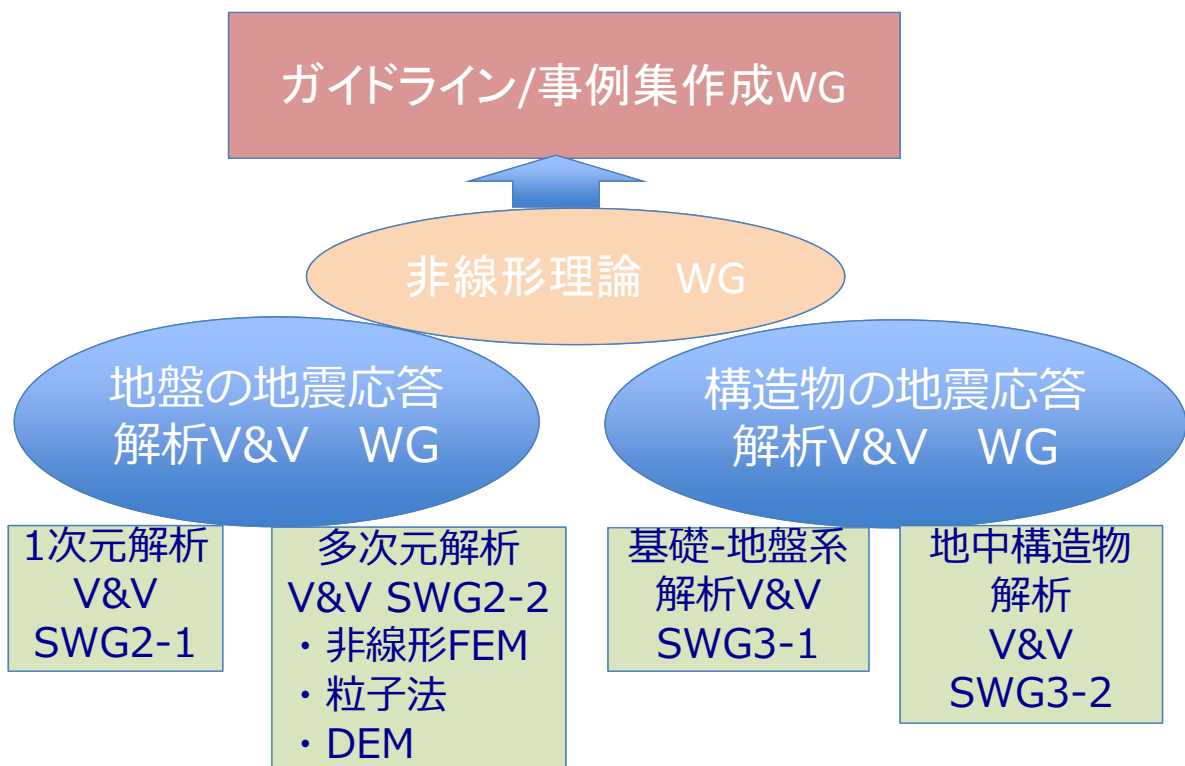 ガイドライン/事例集作成WG
非線形理論　WG
地盤の地震応答
解析V&V　WG
構造物の地震応答
解析V&V　WG
1次元解析
V&V
SWG2-1
多次元解析
V&V SWG2-2
・非線形FEM
・粒子法
・DEM
基礎-地盤系
解析V&V
SWG3-1
地中構造物
解析
V&V
SWG3-2